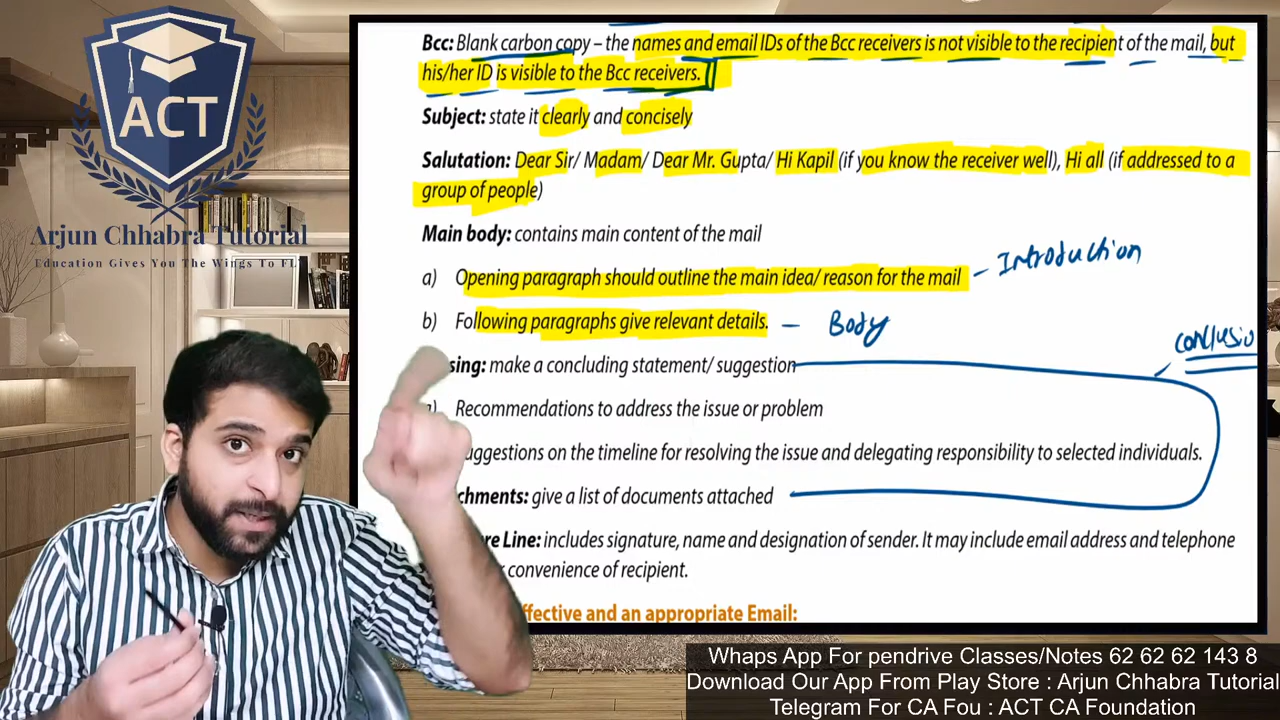 ACT
Arjun Chhabra Tutorial
Education Gives You The Wings To FL
Bcc: Blank carbon copy – the names and email IDs of the Bcc receivers is not visible to the recipient of the mail, but
his/her ID is visible to the Bcc receivers.
Subject: state it clearly and concisely
Salutation: Dear Sir/ Madam/ Dear Mr. Gupta/ Hi Kapil (if you know the receiver well), Hi all (if addressed to a
group of people)
Main body: contains main content of the mail
a) Opening paragraph should outline the main idea/ reason for the mail – Introduction
b) Following paragraphs give relevant details. – Body
sing: make a concluding statement/ suggestion
conclusio
Recommendations to address the issue or problem
uggestions on the timeline for resolving the issue and delegating responsibility to selected individuals.
chments: give a list of documents attached
re Line: includes signature, name and designation of sender. It may include email address and telephone
convenience of recipient.
ffective and an appropriate Email:
Whaps App For pendrive Classes/Notes 62 62 62 143 8
Download Our App From Play Store : Arjun Chhabra Tutorial
Telegram For CA Fou : ACT CA Foundation